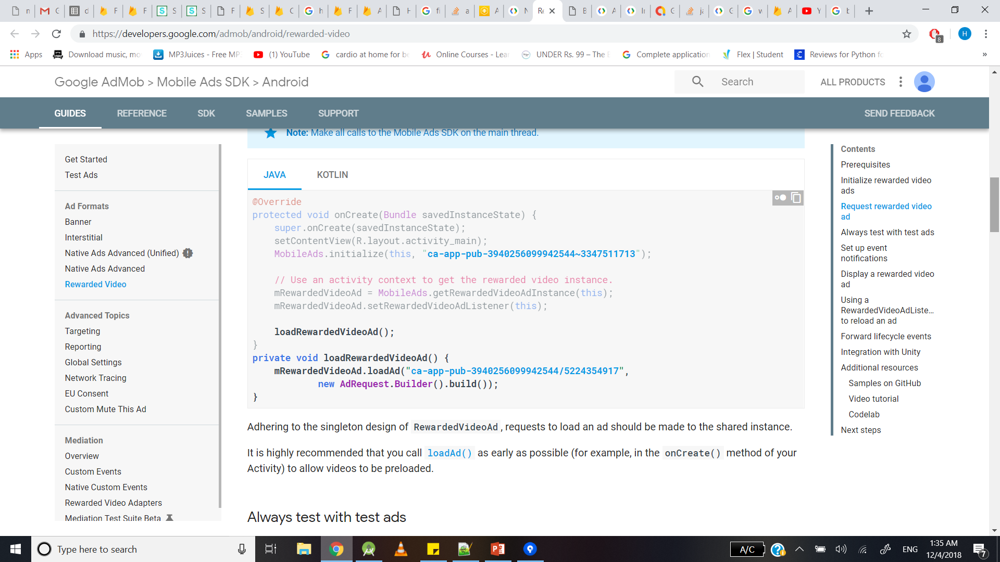 https://developers.google.com/admob/android/rewarded-video
Apps
Download music, mo
MP3Juices - Free MP
(1) YouTube
cardio at home for be
Online Courses - Lear
UNDER Rs. 99 – The
Complete application
Flex | Student
Reviews for Python fo
»
Google AdMob > Mobile Ads SDK > Android
Search
ALL PRODUCTS
GUIDES
REFERENCE
SDK
SAMPLES
SUPPORT
SEND FEEDBACK
Get Started
Test Ads
Ad Formats
Banner
Interstitial
Native Ads Advanced (Unified)
Native Ads Advanced
Rewarded Video
Advanced Topics
Targeting
Reporting
Global Settings
Network Tracing
EU Consent
Custom Mute This Ad
Mediation
Overview
Custom Events
Native Custom Events
Rewarded Video Adapters
Mediation Test Suite Beta
Note: Make all calls to the Mobile Ads SDK on the main thread.
JAVA
KOTLIN
@Override
protected void onCreate(Bundle savedInstanceState) {
super.onCreate(savedInstanceState);
setContentView(R.layout.activity_main);
MobileAds.initialize(this, "ca-app-pub-3940256099942544~3347511713");
// Use an activity context to get the rewarded video instance.
mRewardedVideoAd = MobileAds.getRewardedVideoAdInstance(this);
mRewardedVideoAd.setRewardedVideoAdListener(this);
loadRewardedVideoAd();
}
private void loadRewardedVideoAd() {
mRewardedVideoAd.loadAd("ca-app-pub-3940256099942544/5224354917",
new AdRequest.Builder().build());
}
Adhering to the singleton design of RewardedVideoAd, requests to load an ad should be made to the shared instance.
It is highly recommended that you call loadAd() as early as possible (for example, in the onCreate() method of your
Activity) to allow videos to be preloaded.
Always test with test ads
Contents
Prerequisites
Initialize rewarded video
ads
Request rewarded video
ad
Always test with test ads
Set up event
notifications
Display a rewarded video
ad
Using a
RewardedVideoAdListe...
to reload an ad
Forward lifecycle events
Integration with Unity
Additional resources
Samples on GitHub
Video tutorial
Codelab
Next steps
Type here to search
A/C
ENG
1:35 AM
12/4/2018
7